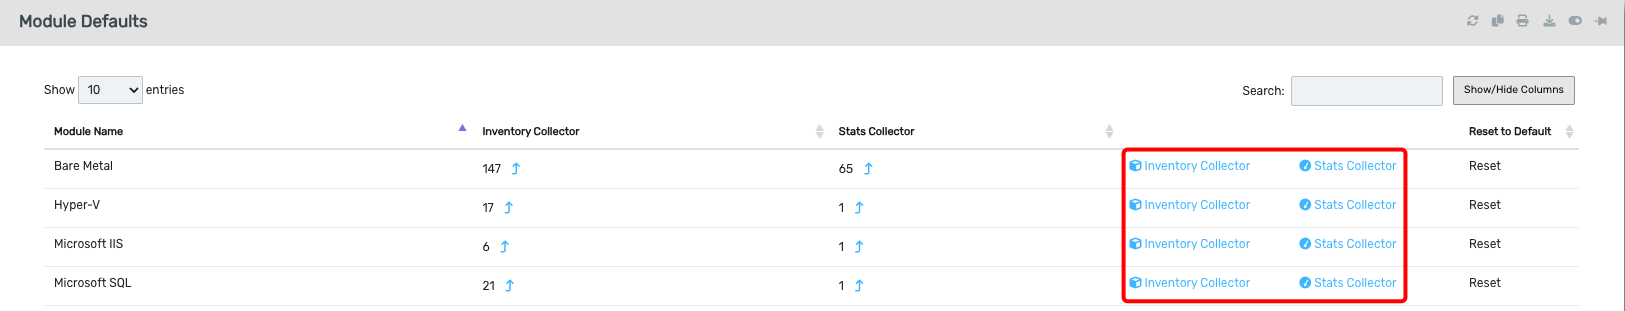 Module Defaults
Show 10 entries Search: Show/Hide Columns
Module Name Inventory Collector Stats Collector Reset to Default
Bare Metal 147 65 Inventory Collector Stats Collector Reset
Hyper-V 17 1 Inventory Collector Stats Collector Reset
Microsoft IIS 6 1 Inventory Collector Stats Collector Reset
Microsoft SQL 21 1 Inventory Collector Stats Collector Reset